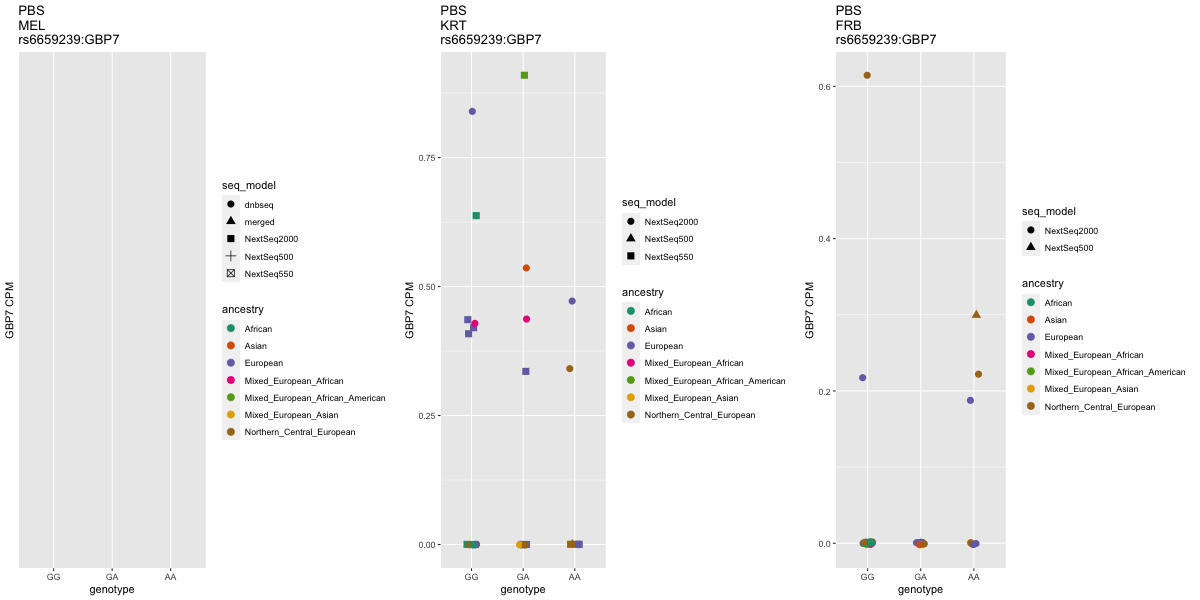 PBS
MEL
rs6659239:GBP7
GBP7 CPM
GG
GA
AA
genotype
seq_model
dnbseq
merged
NextSeq2000
NextSeq500
NextSeq550
ancestry
African
Asian
European
Mixed_European_African
Mixed_European_African_American
Mixed_European_Asian
Northern_Central_European
PBS
KRT
rs6659239:GBP7
GBP7 CPM
0.75
0.50
0.25
0.00
GG
GA
AA
genotype
seq_model
NextSeq2000
NextSeq500
NextSeq550
ancestry
African
Asian
European
Mixed_European_African
Mixed_European_African_American
Mixed_European_Asian
Northern_Central_European
PBS
FRB
rs6659239:GBP7
GBP7 CPM
0.6
0.4
0.2
0.0
GG
GA
AA
genotype
seq_model
NextSeq2000
NextSeq500
ancestry
African
Asian
European
Mixed_European_African
Mixed_European_African_American
Mixed_European_Asian
Northern_Central_European